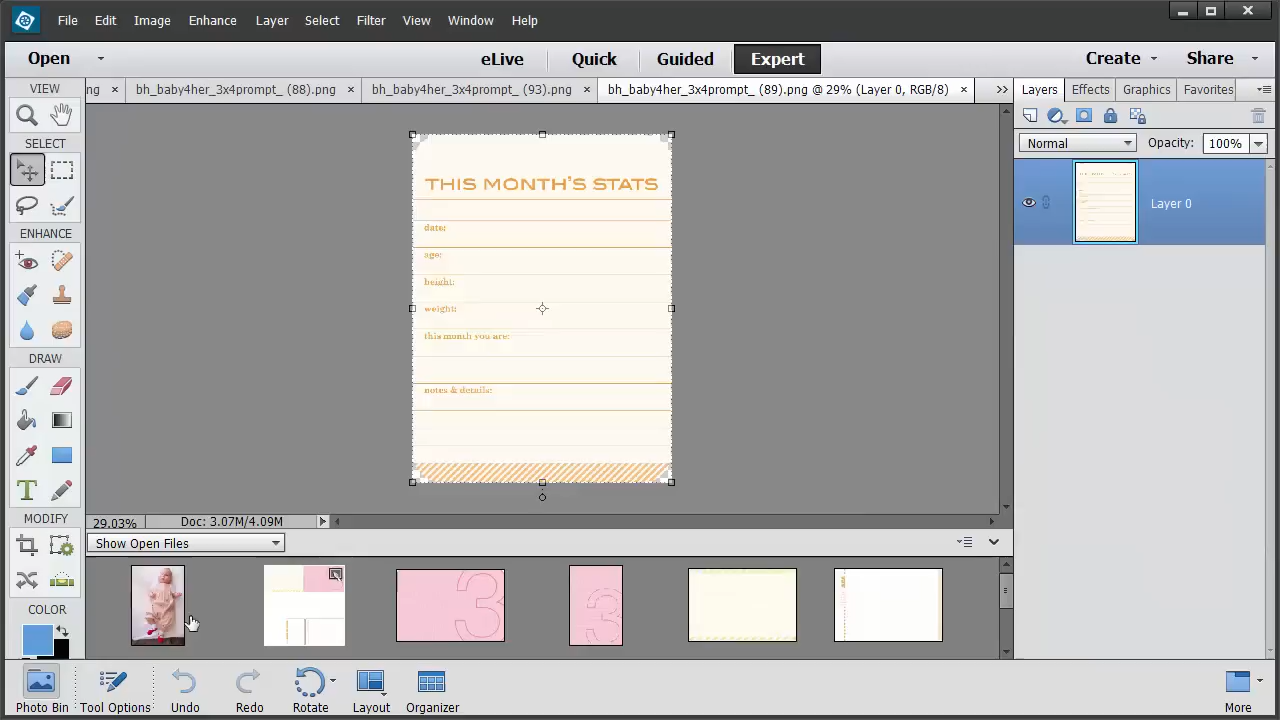 File Edit Image Enhance Layer Select Filter View Window Help
Open eLive Quick Guided Expert Create Share
VIEW
ng × bh_baby4her_3x4prompt_ (88).png × bh_baby4her_3x4prompt_ (93).png × bh_baby4her_3x4prompt_ (89).png @ 29% (Layer 0, RGB/8) ×
Layers Effects Graphics Favorites
SELECT
Normal Opacity: 100%
THIS MONTH'S STATS
Layer 0
date:
ENHANCE
age:
height:
weight:
this month you are:
DRAW
notes & details:
T
MODIFY
29.03% Doc: 3.07M/4.09M
Show Open Files
3
3
COLOR
Photo Bin Tool Options Undo Redo Rotate Layout Organizer More